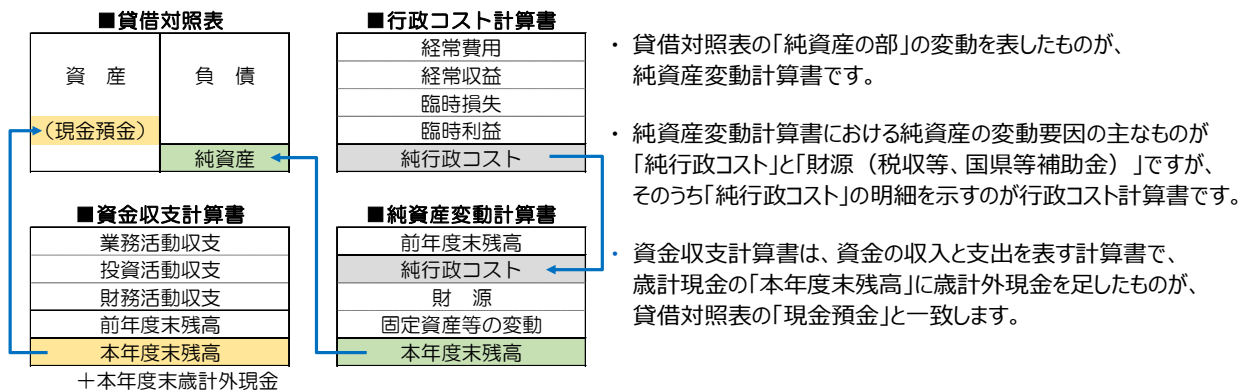 ■貸借対照表
資 産
負 債
(現金預金)
純資産
■行政コスト計算書
経常費用
経常収益
臨時損失
臨時利益
純行政コスト
■資金収支計算書
業務活動収支
投資活動収支
財務活動収支
前年度末残高
本年度末残高
＋本年度末歳計外現金
■純資産変動計算書
前年度末残高
純行政コスト
財 源
固定資産等の変動
本年度末残高
・ 貸借対照表の「純資産の部」の変動を表したものが、
純資産変動計算書です。
・ 純資産変動計算書における純資産の変動要因の主なものが
「純行政コスト」と「財源（税収等、国県等補助金）」ですが、
そのうち「純行政コスト」の明細を示すのが行政コスト計算書です。
・ 資金収支計算書は、資金の収入と支出を表す計算書で、
歳計現金の「本年度末残高」に歳計外現金を足したものが、
貸借対照表の「現金預金」と一致します。